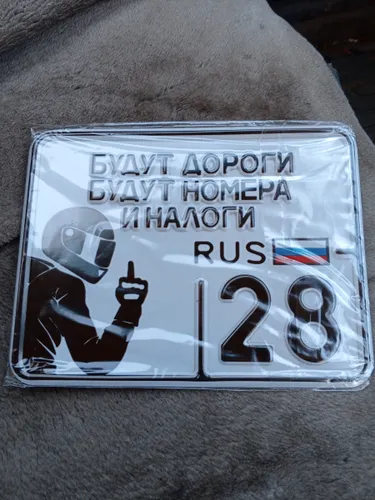 БУДУТ ДОРОГИ
БУДУТ НОМЕРА
И НАЛОГИ
RUS
28